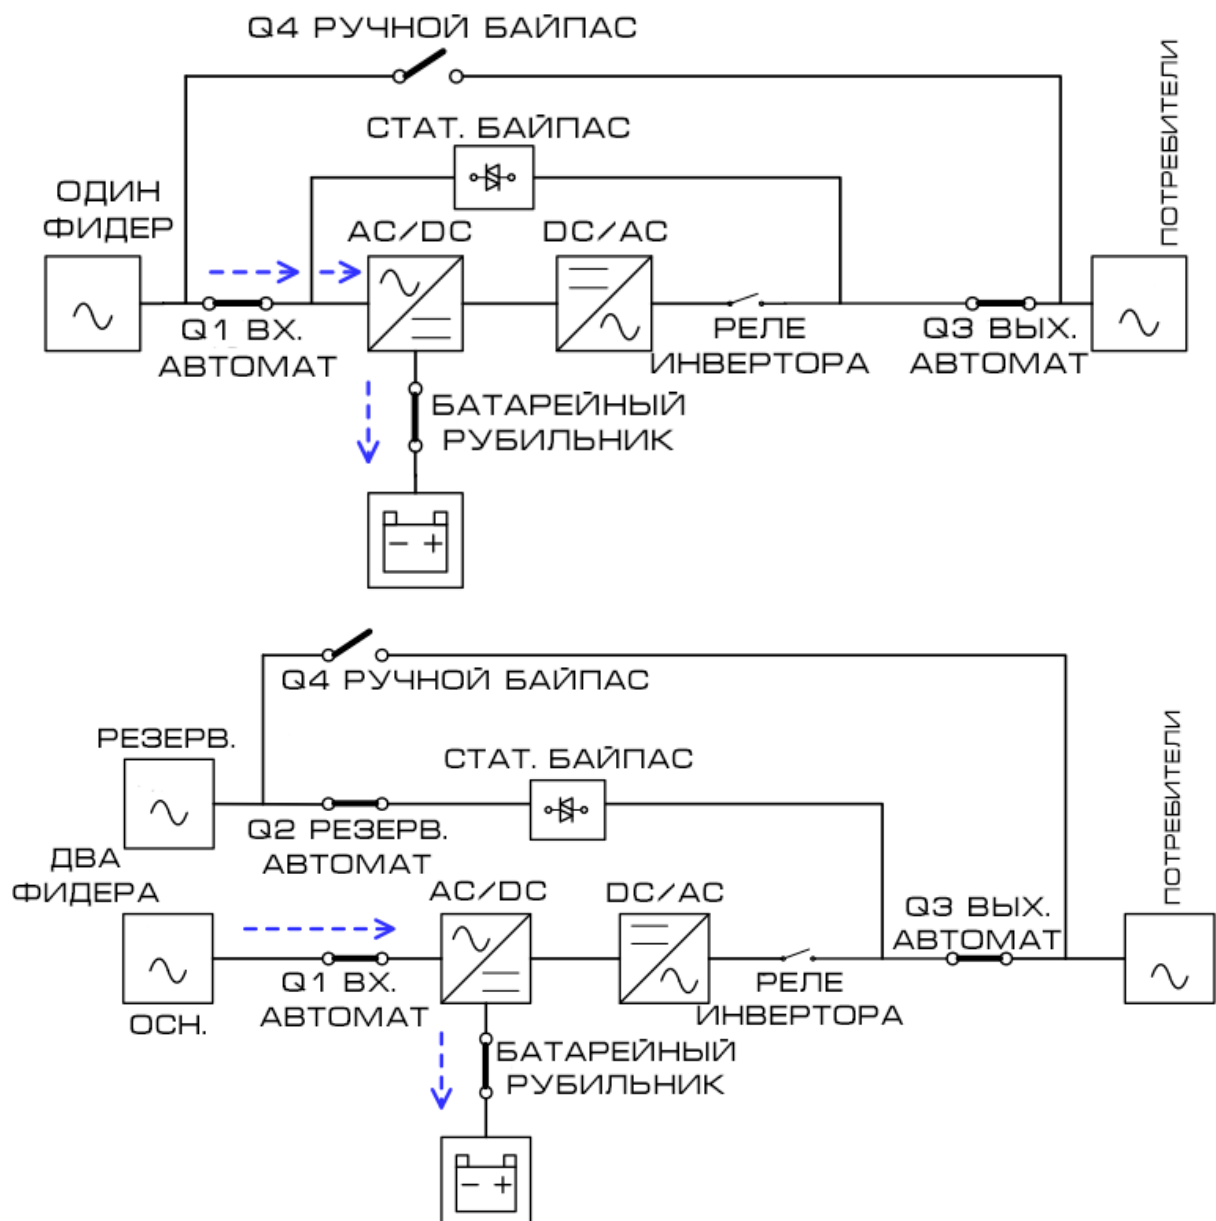 Q4 РУЧНОЙ БАЙПАС
СТАТ. БАЙПАС
ПОТРЕБИТЕЛИ
ОДИН
ФИДЕР
AC/DC
DC/AC
Q1 ВХ.
АВТОМАТ
РЕЛЕ
ИНВЕРТОРА
Q3 ВЫХ.
АВТОМАТ
БАТАРЕЙНЫЙ
РУБИЛЬНИК
- +
Q4 РУЧНОЙ БАЙПАС
РЕЗЕРВ.
СТАТ. БАЙПАС
ПОТРЕБИТЕЛИ
Q2 РЕЗЕРВ.
АВТОМАТ
ДВА
ФИДЕРА
AC/DC
DC/AC
Q3 ВЫХ.
АВТОМАТ
Q1 ВХ.
АВТОМАТ
РЕЛЕ
ИНВЕРТОРА
ОСН.
БАТАРЕЙНЫЙ
РУБИЛЬНИК
- +